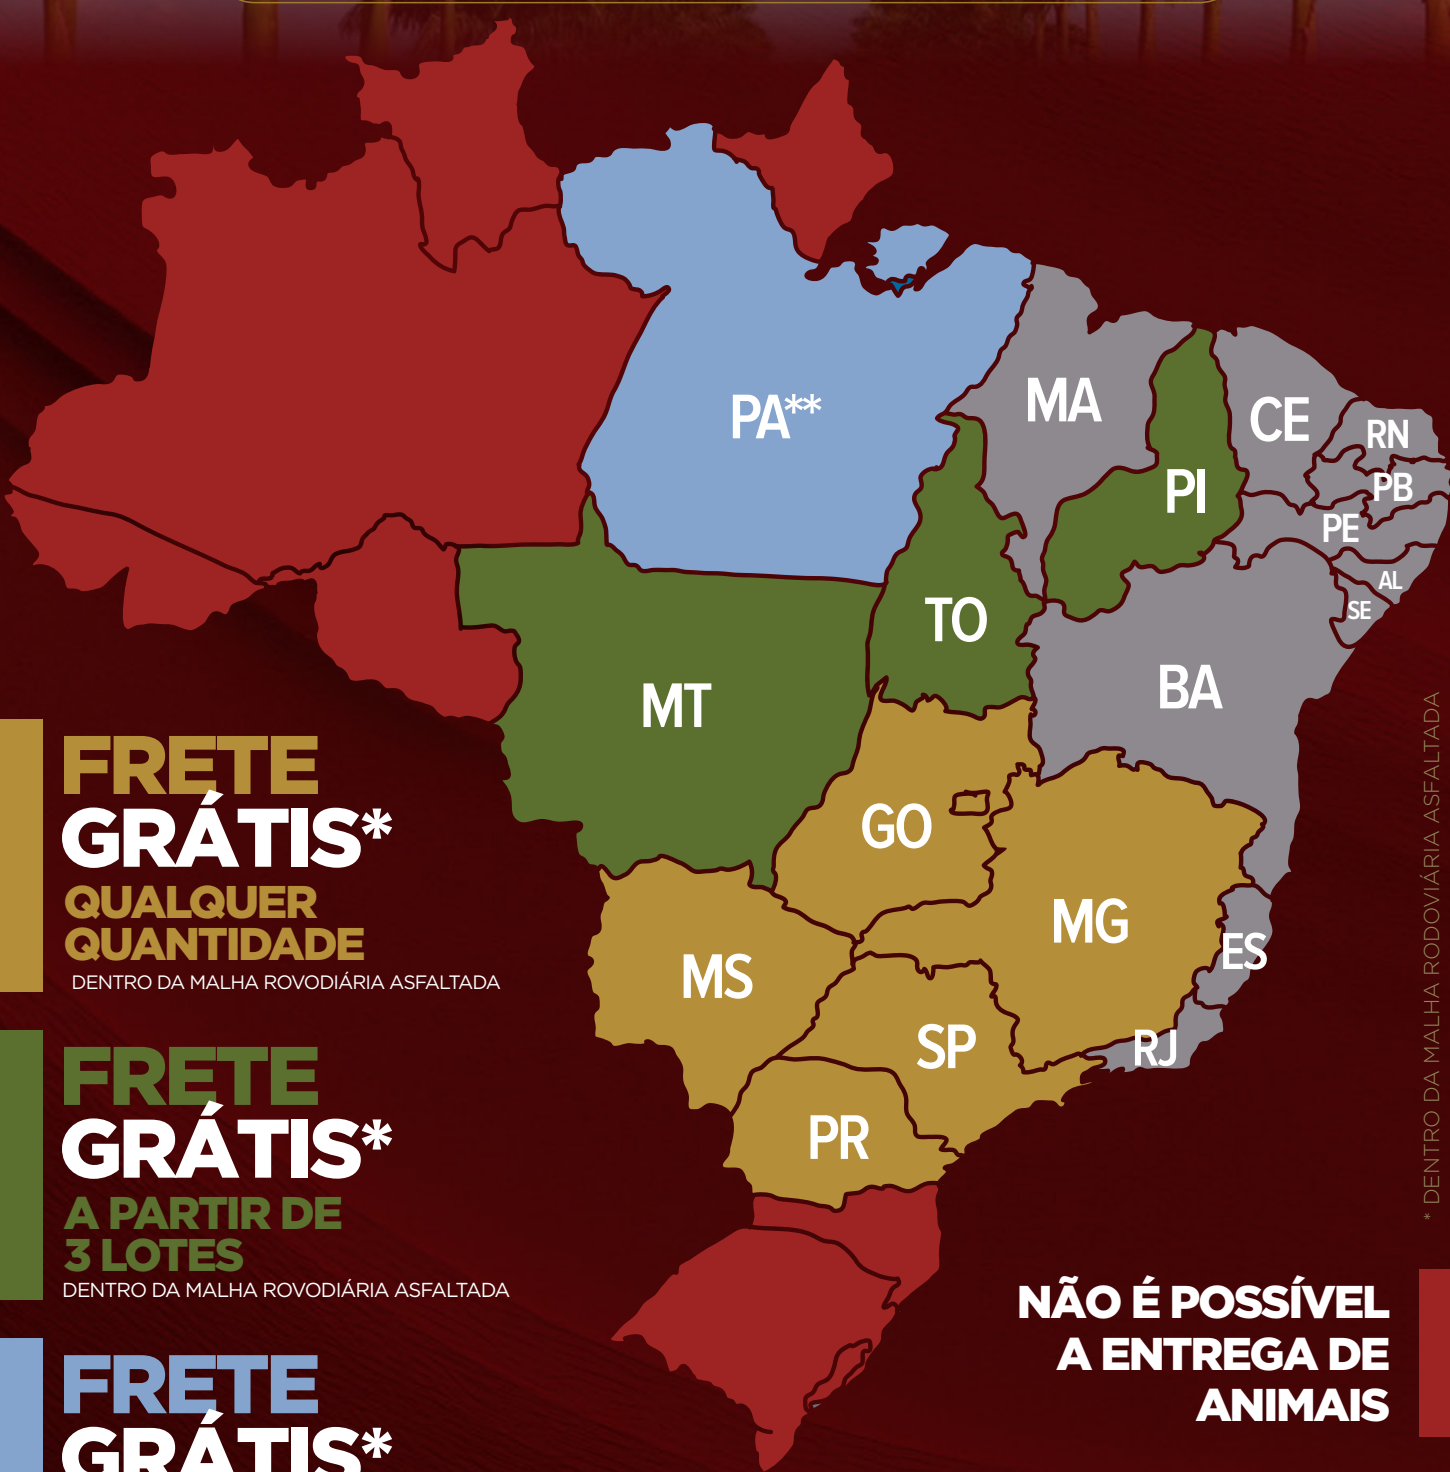 PA**
MA
CE
RN
PB
PE
AL
SE
PI
TO
MT
BA
GO
MG
ES
MS
SP
RJ
PR
FRETE
GRÁTIS*
QUALQUER
QUANTIDADE
DENTRO DA MALHA ROVODIÁRIA ASFALTADA
FRETE
GRÁTIS*
A PARTIR DE
3 LOTES
DENTRO DA MALHA ROVODIÁRIA ASFALTADA
FRETE
GRÁTIS*
NÃO É POSSÍVEL
A ENTREGA DE
ANIMAIS
* DENTRO DA MALHA RODOVIÁRIA ASFALTADA